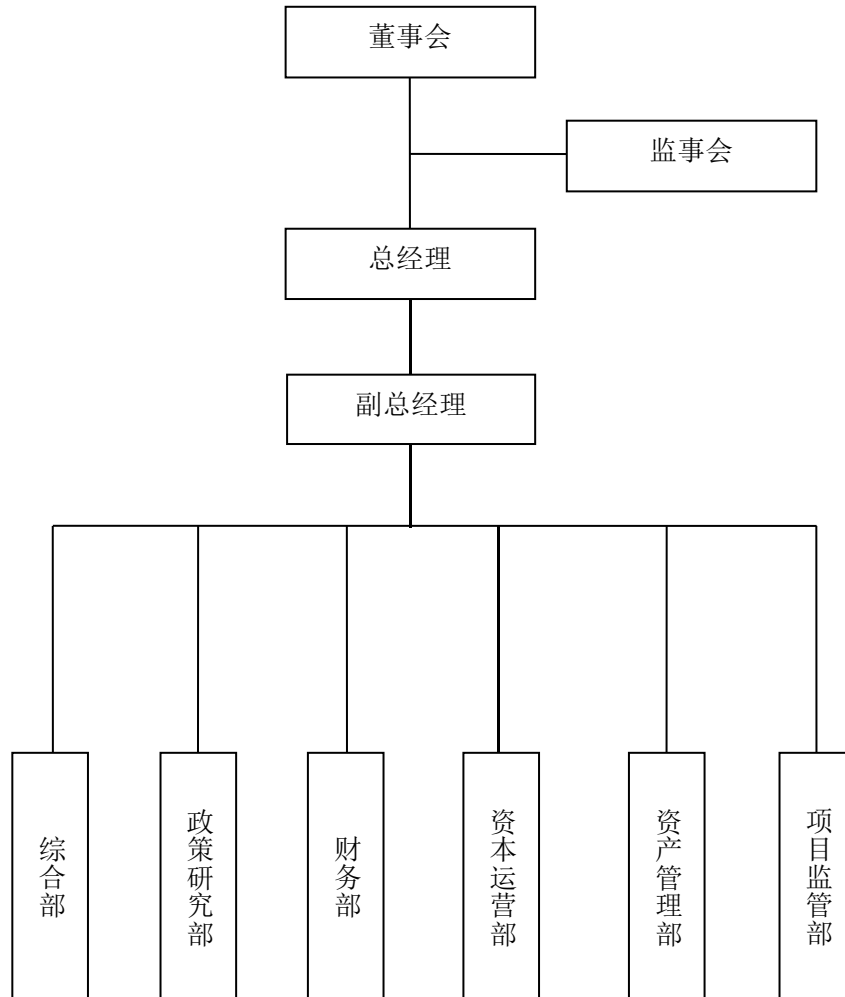 董事会
监事会
总经理
副总经理
综合部
政策研究部
财务部
资本运营部
资产管理部
项目监管部